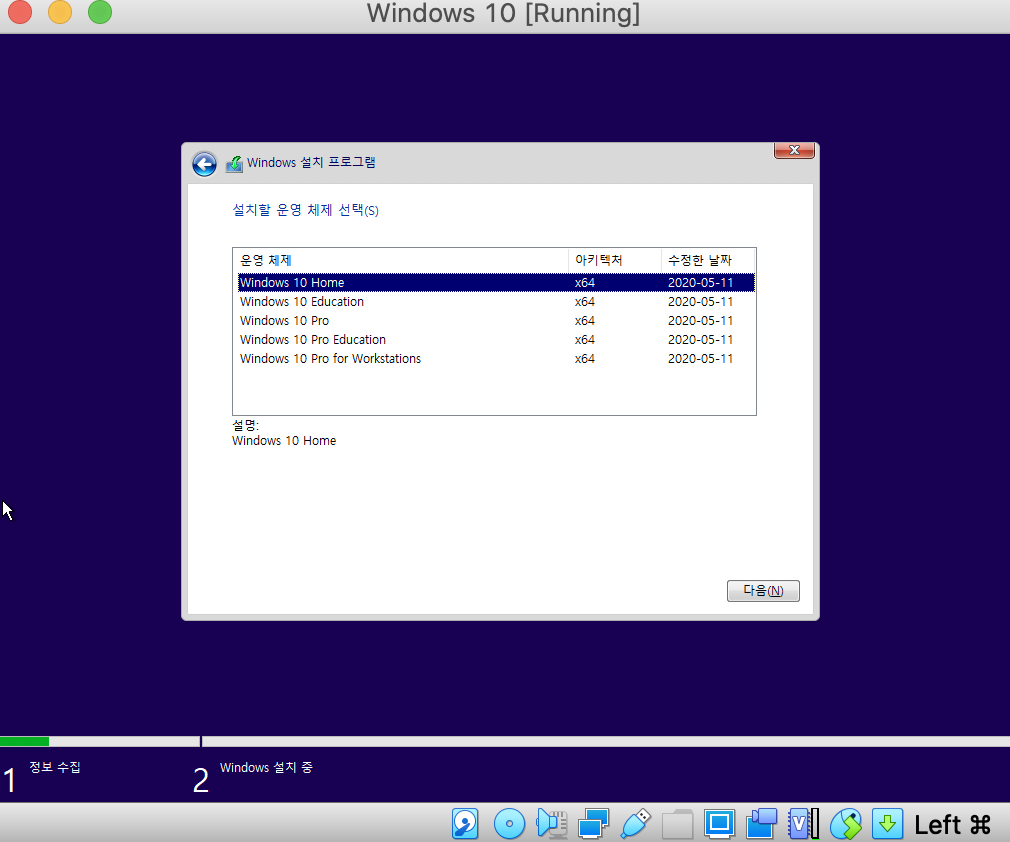 Windows 10 [Running]
Windows 설치 프로그램
설치할 운영 체제 선택(S)
운영 체제 아키텍처 수정한 날짜
Windows 10 Home x64 2020-05-11
Windows 10 Education x64 2020-05-11
Windows 10 Pro x64 2020-05-11
Windows 10 Pro Education x64 2020-05-11
Windows 10 Pro for Workstations x64 2020-05-11
설명:
Windows 10 Home
다음(N)
1 정보 수집 2 Windows 설치 중
V Left ⌘